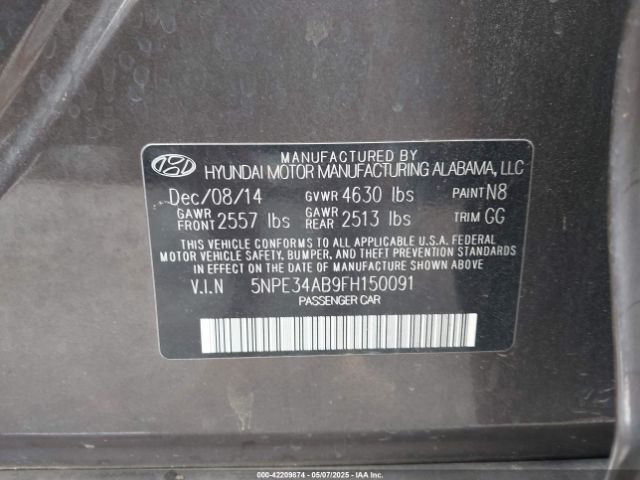 MANUFACTURED BY
HYUNDAI MOTOR MANUFACTURING ALABAMA, LLC
Dec/08/14 GVWR 4630 lbs PAINT N8
GAWR FRONT 2557 lbs GAWR REAR 2513 lbs TRIM GG
THIS VEHICLE CONFORMS TO ALL APPLICABLE U.S.A. FEDERAL
MOTOR VEHICLE SAFETY, BUMPER, AND THEFT PREVENTION STANDARDS
IN EFFECT ON THE DATE OF MANUFACTURE SHOWN ABOVE.
V.I.N 5NPE34AB9FH150091
PASSENGER CAR
000-42209874 - 05/07/2025 - IAA Inc.